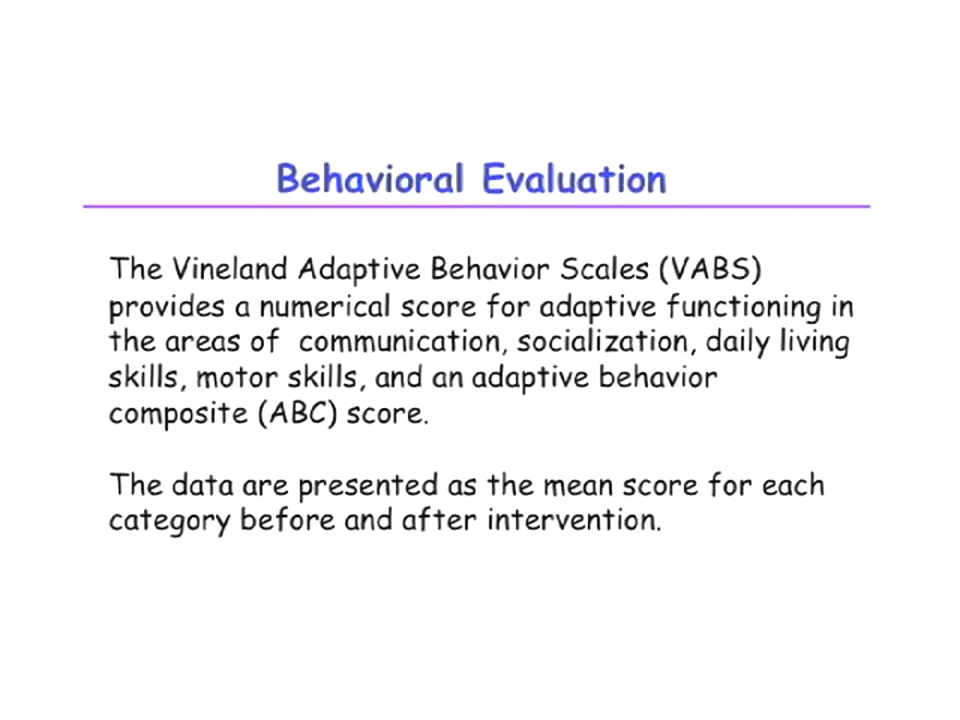 Behavioral Evaluation
The Vineland Adaptive Behavior Scales (VABS)
provides a numerical score for adaptive functioning in
the areas of  communication, socialization, daily living
skills, motor skills, and an adaptive behavior
composite (ABC) score.
The data are presented as the mean score for each
category before and after intervention.